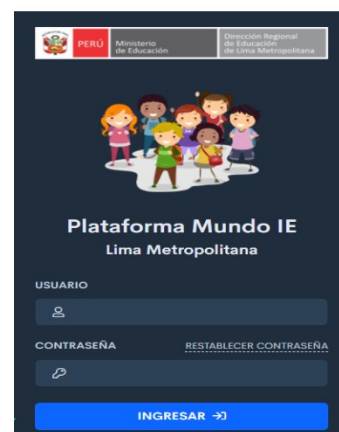 PERÚ
Ministerio
de Educación
Dirección Regional
de Educación
de Lima Metropolitana
Plataforma Mundo IE
Lima Metropolitana
USUARIO
CONTRASEÑA RESTABLECER CONTRASEÑA
INGRESAR